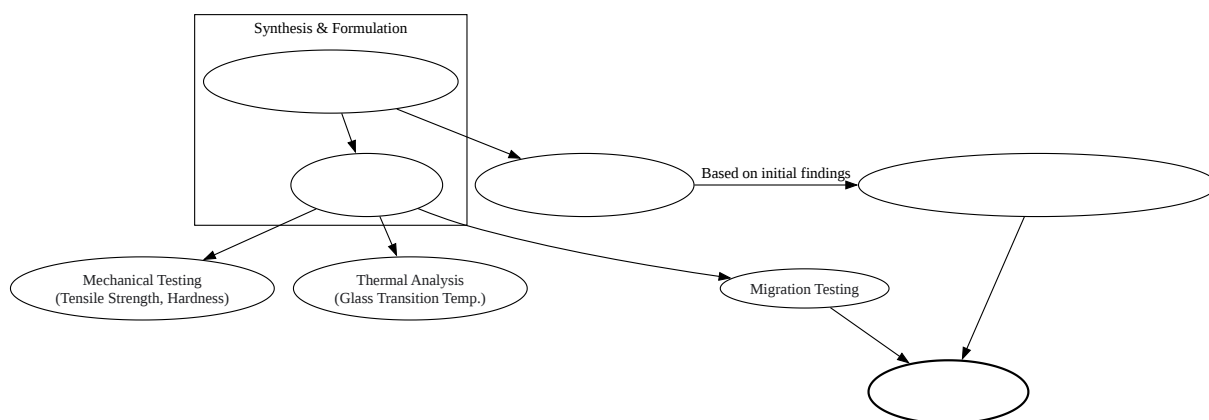 Synthesis & Formulation
Based on initial findings
Mechanical Testing
(Tensile Strength, Hardness)
Thermal Analysis
(Glass Transition Temp.)
Migration Testing